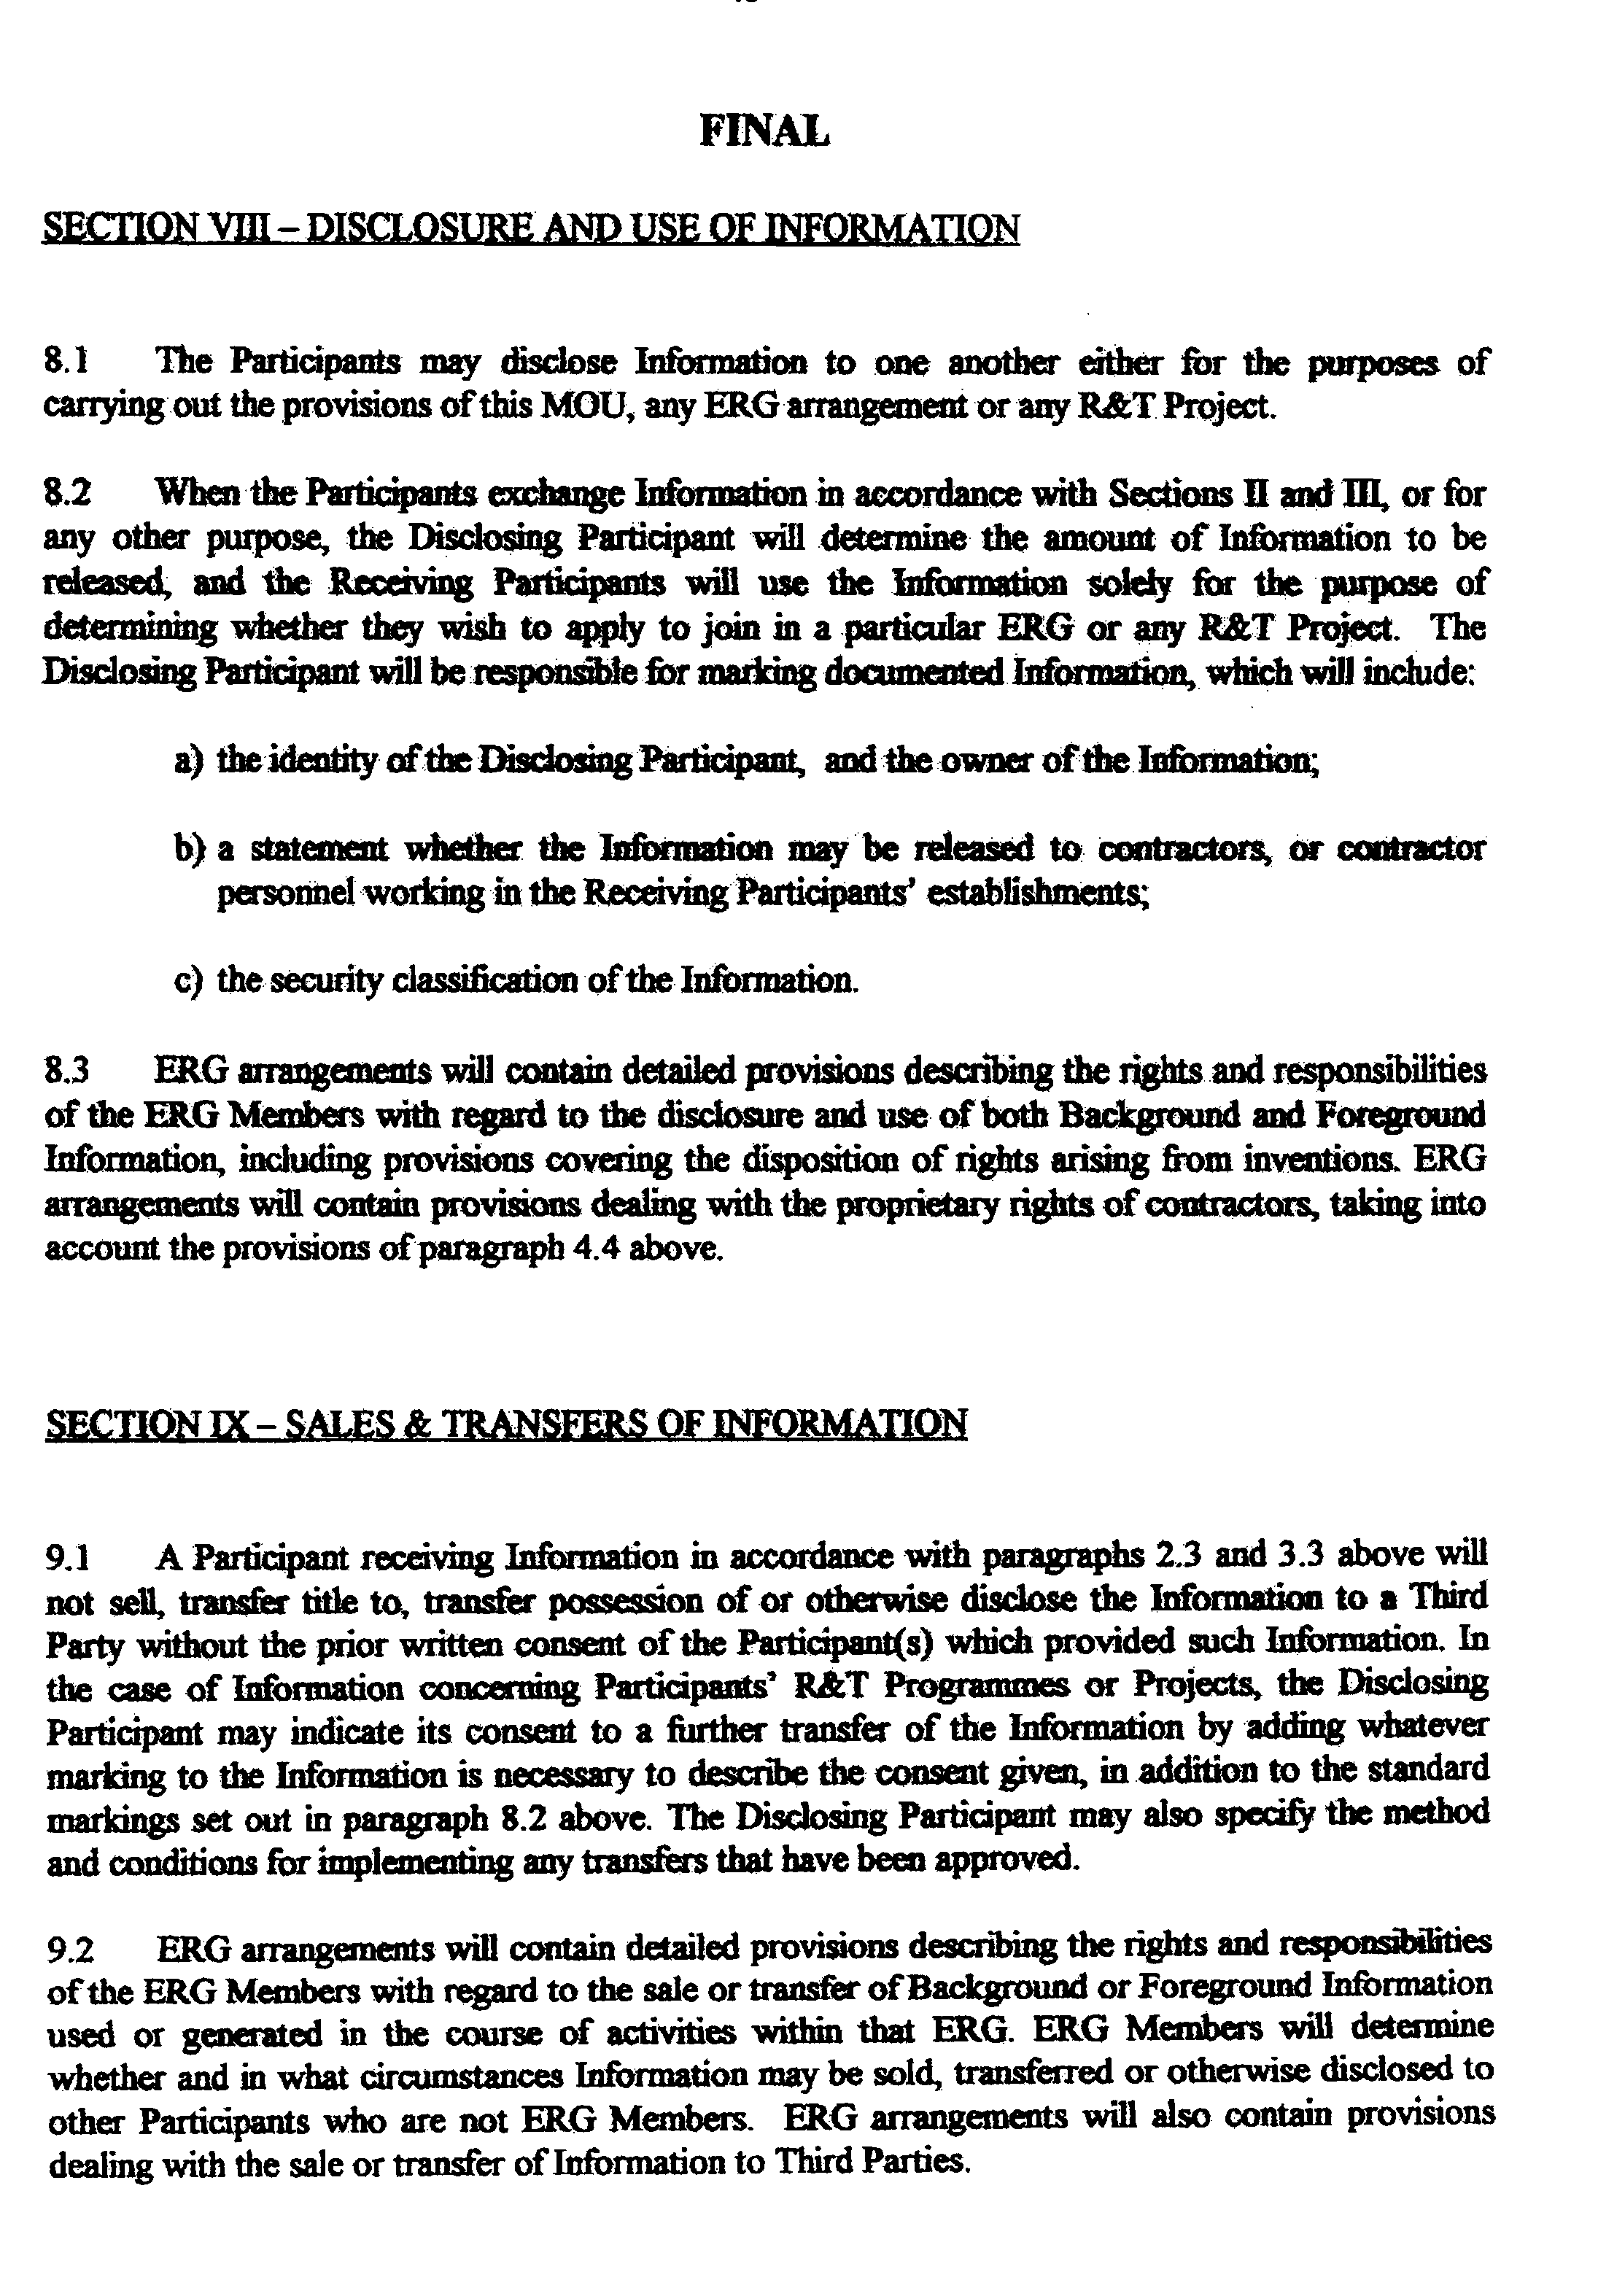 FINAL
SECTION VIII – DISCLOSURE AND USE OF INFORMATION
8.1 The Participants may disclose Information to one another either for the purposes of
carrying out the provisions of this MOU, any ERG arrangement or any R&T Project.
8.2 When the Participants exchange Information in accordance with Sections II and III, or for
any other purpose, the Disclosing Participant will determine the amount of Information to be
released, and the Receiving Participants will use the Information solely for the purpose of
determining whether they wish to apply to join in a particular ERG or any R&T Project. The
Disclosing Participant will be responsible for marking documented Information, which will include:
a) the identity of the Disclosing Participant, and the owner of the Information;
b) a statement whether the Information may be released to contractors, or contractor
personnel working in the Receiving Participants’ establishments;
c) the security classification of the Information.
8.3 ERG arrangements will contain detailed provisions describing the rights and responsibilities
of the ERG Members with regard to the disclosure and use of both Background and Foreground
Information, including provisions covering the disposition of rights arising from inventions. ERG
arrangements will contain provisions dealing with the proprietary rights of contractors, taking into
account the provisions of paragraph 4.4 above.
SECTION IX – SALES & TRANSFERS OF INFORMATION
9.1 A Participant receiving Information in accordance with paragraphs 2.3 and 3.3 above will
not sell, transfer title to, transfer possession of or otherwise disclose the Information to a Third
Party without the prior written consent of the Participant(s) which provided such Information. In
the case of Information concerning Participants’ R&T Programmes or Projects, the Disclosing
Participant may indicate its consent to a further transfer of the Information by adding whatever
marking to the Information is necessary to describe the consent given, in addition to the standard
markings set out in paragraph 8.2 above. The Disclosing Participant may also specify the method
and conditions for implementing any transfers that have been approved.
9.2 ERG arrangements will contain detailed provisions describing the rights and responsibilities
of the ERG Members with regard to the sale or transfer of Background or Foreground Information
used or generated in the course of activities within that ERG. ERG Members will determine
whether and in what circumstances Information may be sold, transferred or otherwise disclosed to
other Participants who are not ERG Members. ERG arrangements will also contain provisions
dealing with the sale or transfer of Information to Third Parties.